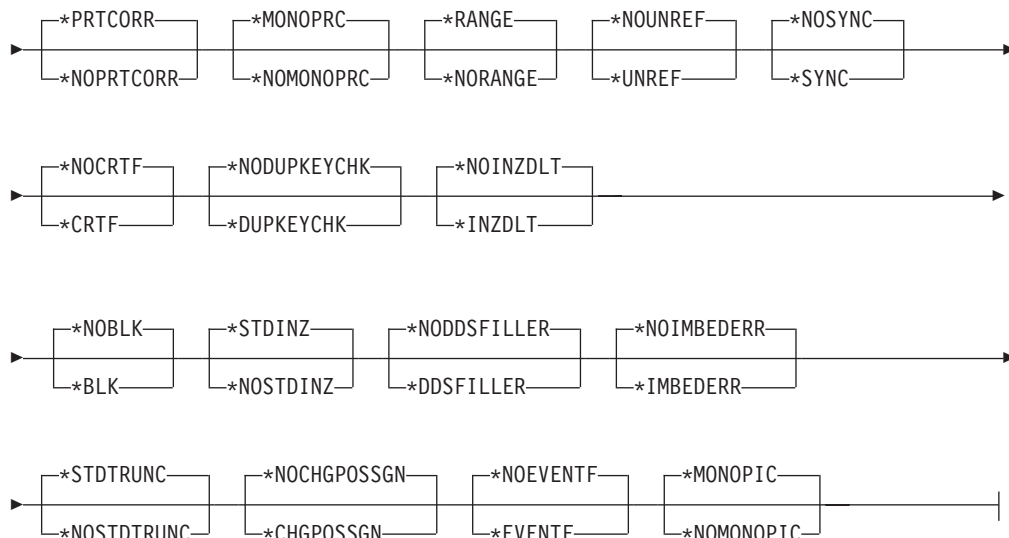 *PRTCORR *MONOPRC *RANGE *NOUNREF *NOSYNC
*NOPRTCORR *NOMONOPRC *NORANGE *UNREF *SYNC
*NOCRTF *NODUPKEYCHK *NOINZDLT
*CRTF *DUPKEYCHK *INZDLT
*NOBLK *STDINZ *NODDSFILLER *NOIMBEDERR
*BLK *NOSTDINZ *DDSFILLER *IMBEDERR
*STDTRUNC *NOCHGPOSSGN *NOEVENTF *MONOPIC
*NOSTDTRUNC *CHGPOSSGN *EVENTF *NOMONOPIC